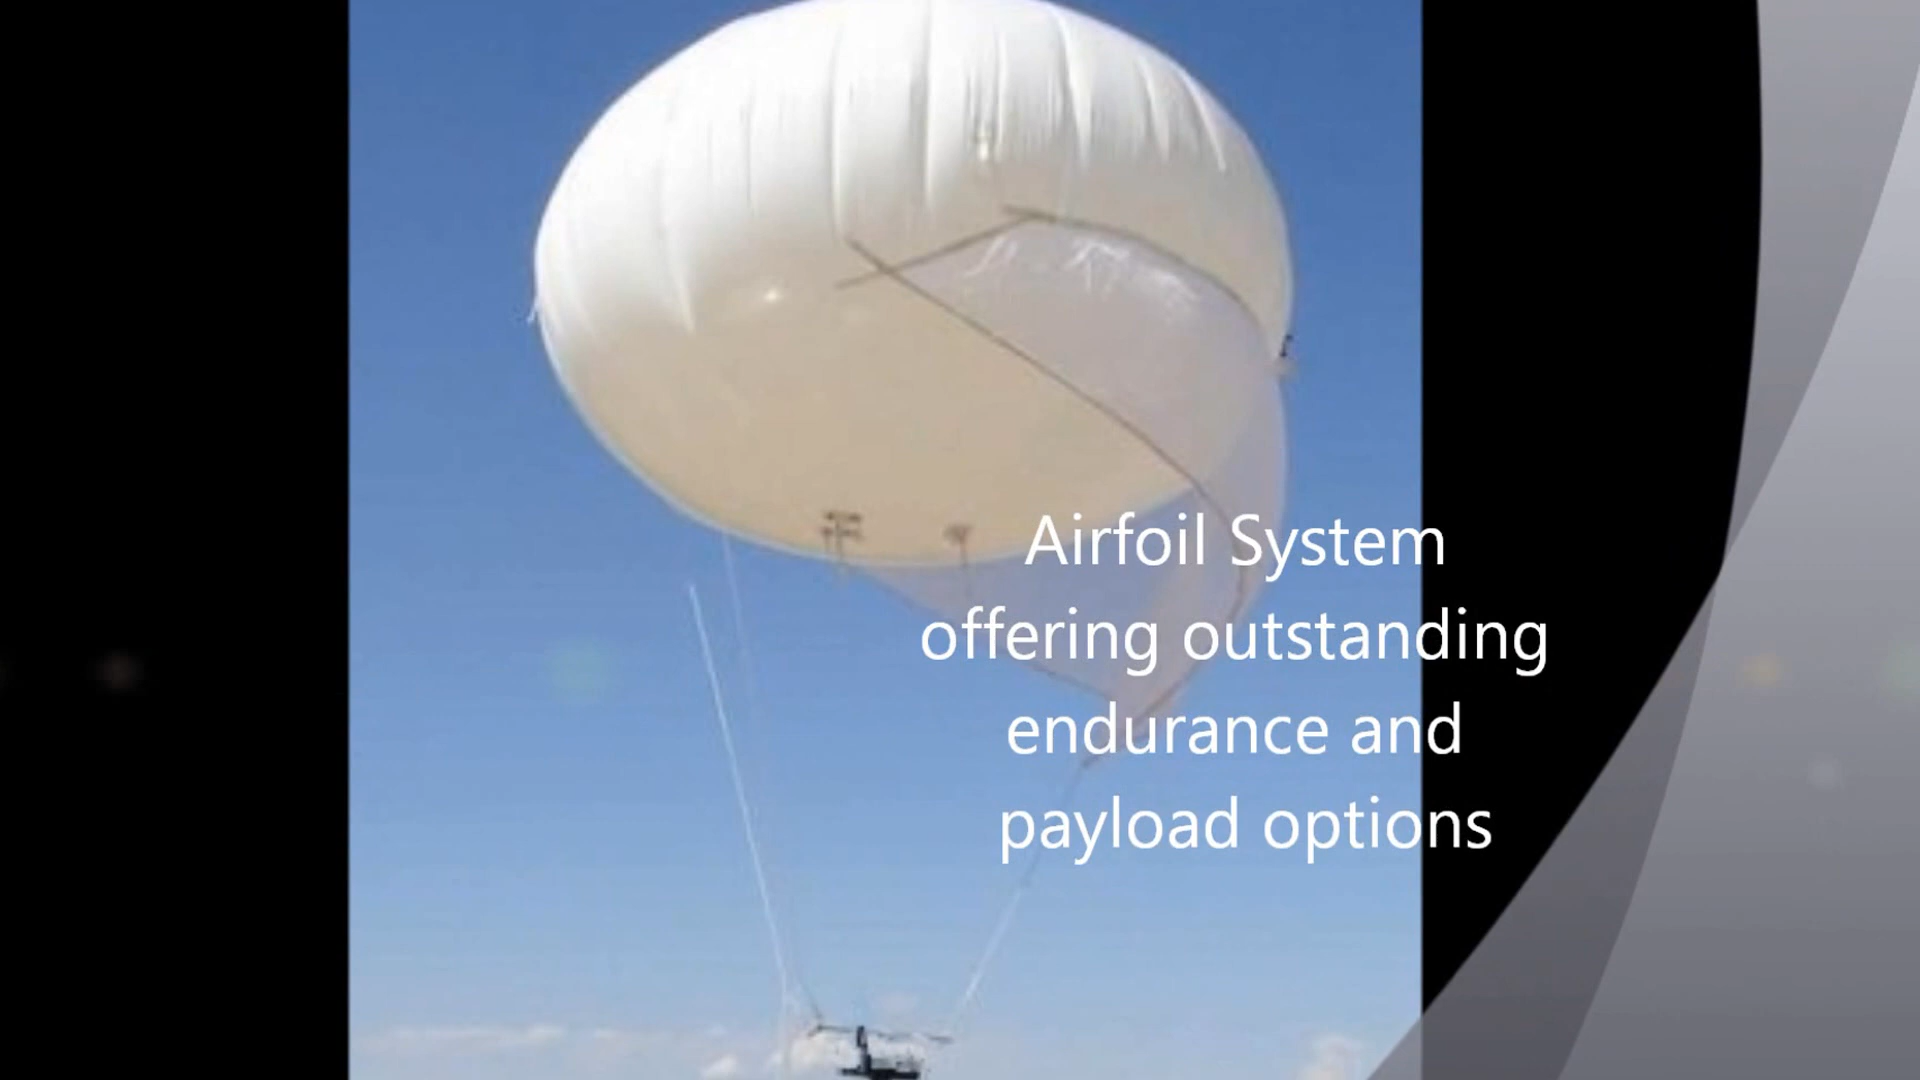 Airfoil System
offering outstanding
endurance and
payload options